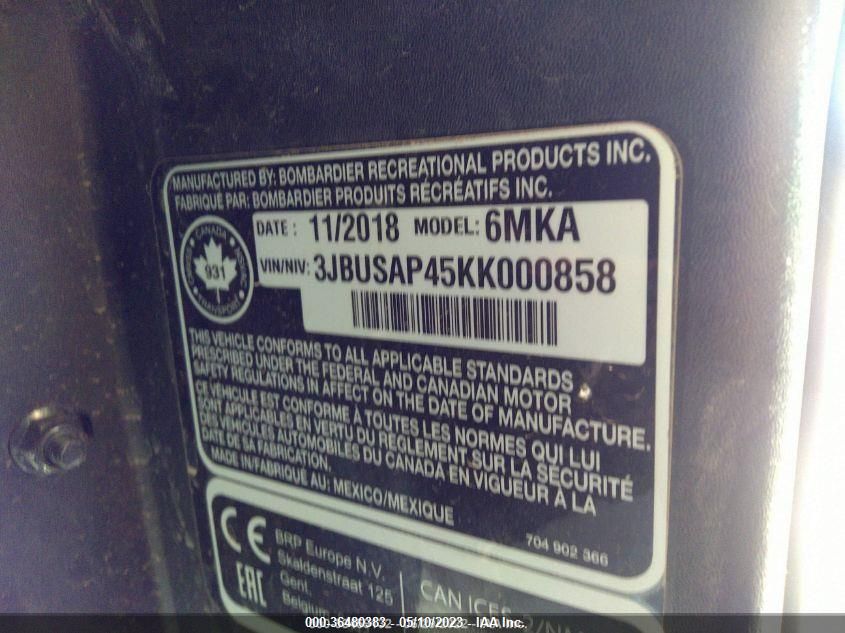 MANUFACTURED BY: BOMBARDIER RECREATIONAL PRODUCTS INC.
FABRIQUÉ PAR: BOMBARDIER PRODUITS RÉCRÉATIFS INC.
DATE : 11/2018 MODEL: 6MKA
VIN/NIV: 3JBUSAP45KK000858
CANADA
931
TRANSPORT
THIS VEHICLE CONFORMS TO ALL APPLICABLE STANDARDS
PRESCRIBED UNDER THE FEDERAL AND CANADIAN MOTOR
SAFETY REGULATIONS IN AFFECT ON THE DATE OF MANUFACTURE.
CE VÉHICULE EST CONFORME À TOUTES LES NORMES QUI LUI
SONT APPLICABLES EN VERTU DU RÈGLEMENT SUR LA SÉCURITÉ
DES VÉHICULES AUTOMOBILES DU CANADA EN VIGUEUR À LA
DATE DE SA FABRICATION.
MADE IN/FABRIQUÉ AU: MEXICO/MEXIQUE
704 902 366
CE
EAC
BRP Europe N.V.
Skaldenstraat 125
Gent,
Belgium
CAN ICES
000.36480383. - 05/10/2023 - IAA Inc.